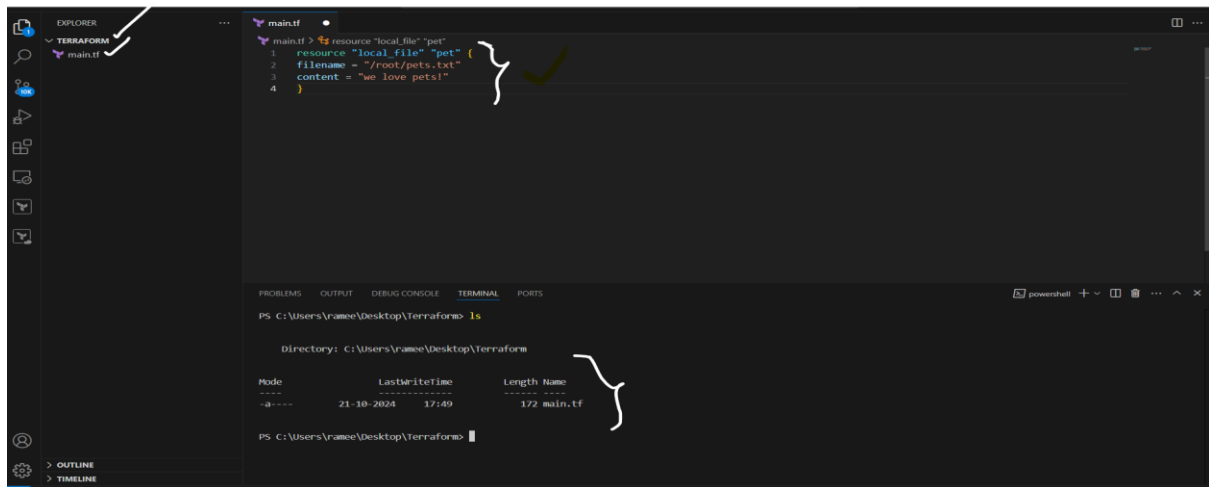 EXPLORER ...
TERRAFORM
main.tf
1
10K
main.tf
main.tf > resource "local_file" "pet"
1 resource "local_file" "pet" {
2 filename = "/root/pets.txt"
3 content = "we love pets!"
4 }
PROBLEMS OUTPUT DEBUG CONSOLE TERMINAL PORTS
powershell
PS C:\Users\ramee\Desktop\Terraform> ls
Directory: C:\Users\ramee\Desktop\Terraform
Mode LastWriteTime Length Name
---- ------------- ------ ----
-a---- 21-10-2024 17:49 172 main.tf
PS C:\Users\ramee\Desktop\Terraform>
> OUTLINE
> TIMELINE